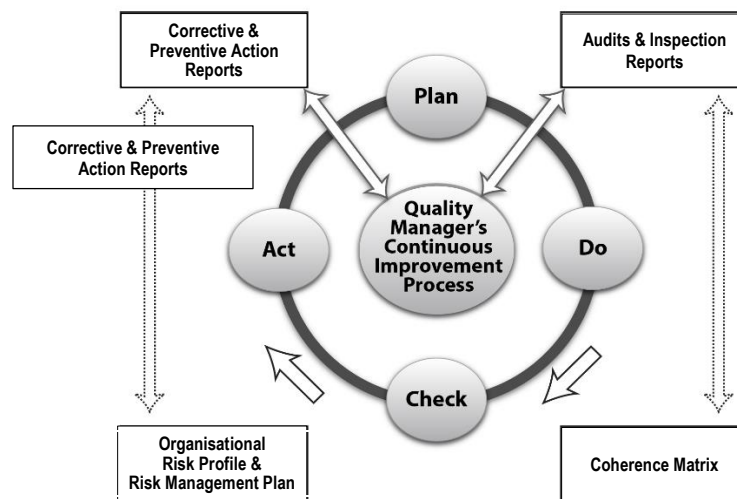 Corrective &
Preventive Action
Reports
Audits & Inspection
Reports
Plan
Corrective & Preventive
Action Reports
Quality
Manager's
Continuous
Improvement
Process
Act
Do
Check
Organisational
Risk Profile &
Risk Management Plan
Coherence Matrix